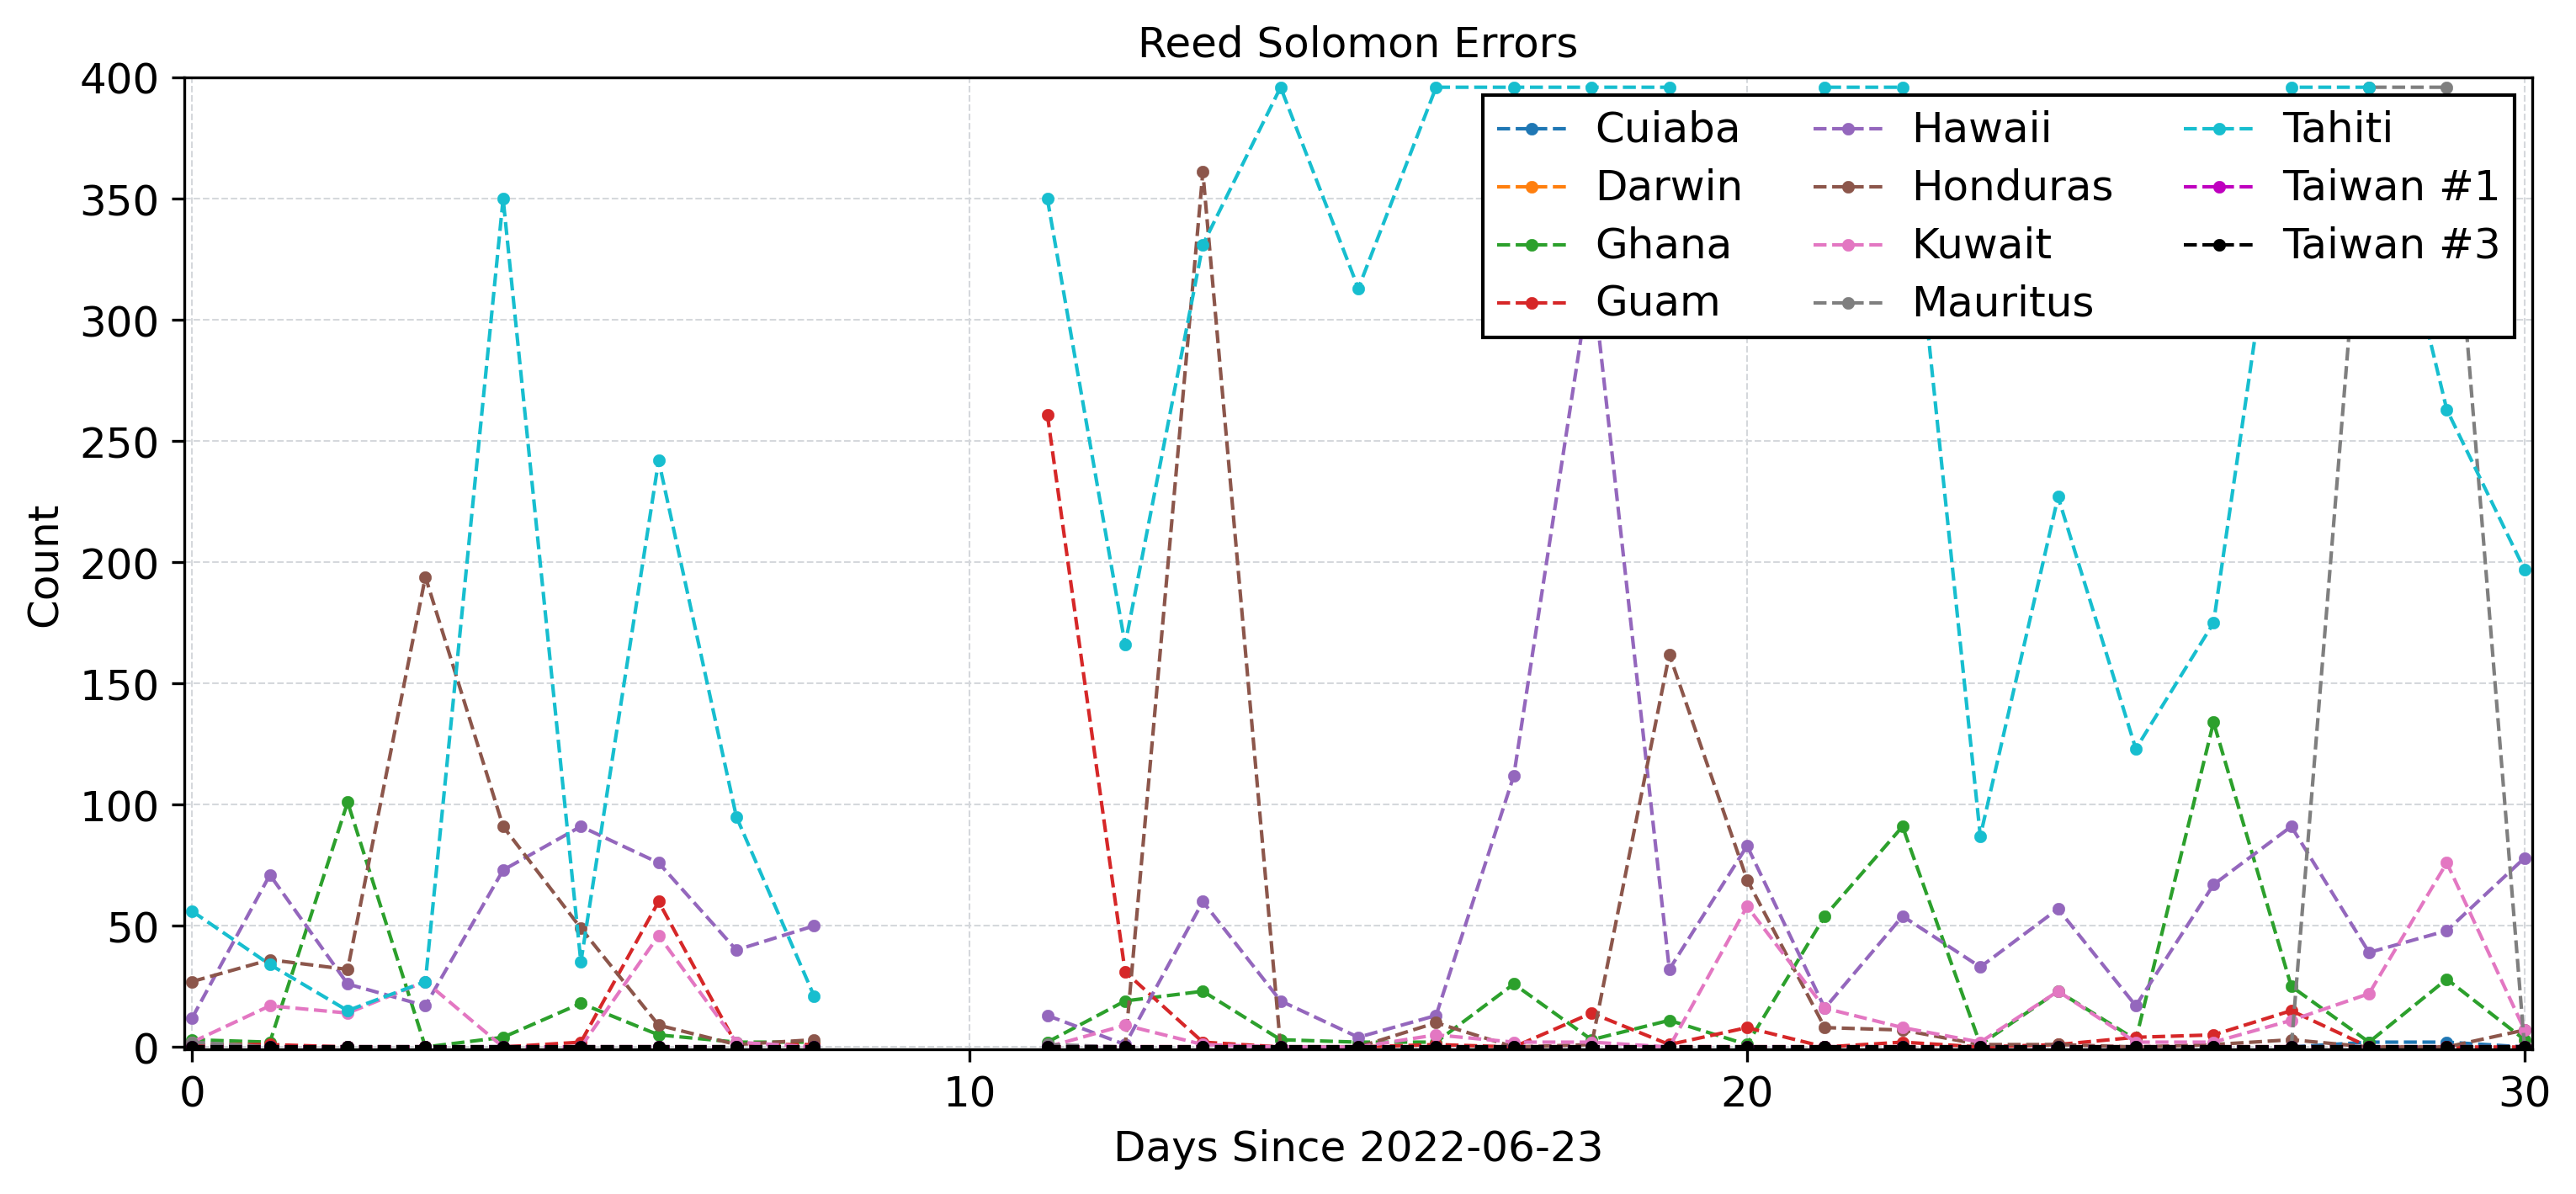 Reed Solomon Errors
400
350
300
250
200
150
100
50
0
Count
Cuiaba
Darwin
Ghana
Guam
Hawaii
Honduras
Kuwait
Mauritus
Tahiti
Taiwan #1
Taiwan #3
0 10 20 30
Days Since 2022-06-23